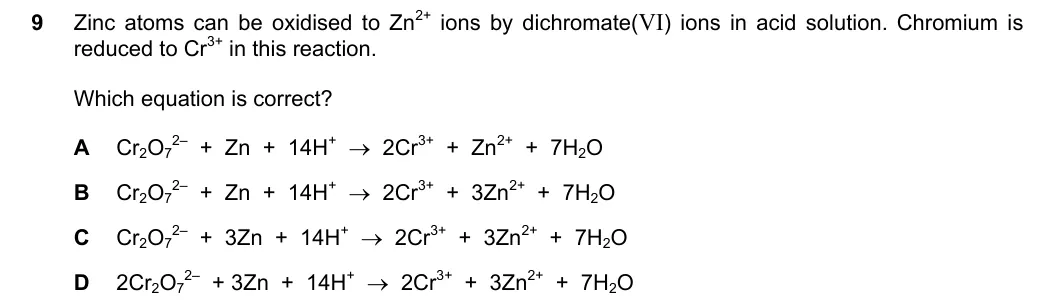 9 Zinc atoms can be oxidised to Zn²⁺ ions by dichromate(VI) ions in acid solution. Chromium is
reduced to Cr³⁺ in this reaction.
Which equation is correct?
A Cr₂O₇²⁻ + Zn + 14H⁺ → 2Cr³⁺ + Zn²⁺ + 7H₂O
B Cr₂O₇²⁻ + Zn + 14H⁺ → 2Cr³⁺ + 3Zn²⁺ + 7H₂O
C Cr₂O₇²⁻ + 3Zn + 14H⁺ → 2Cr³⁺ + 3Zn²⁺ + 7H₂O
D 2Cr₂O₇²⁻ + 3Zn + 14H⁺ → 2Cr³⁺ + 3Zn²⁺ + 7H₂O